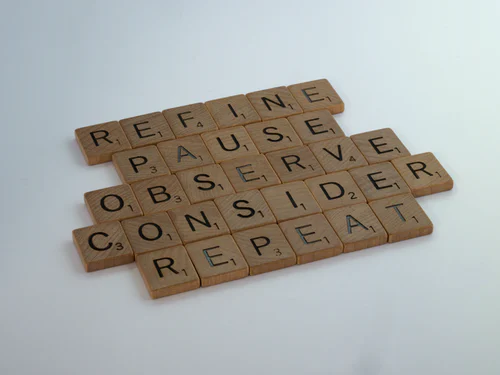 REFINE
PAUSE
OBSERVE
CONSIDER
REPEAT